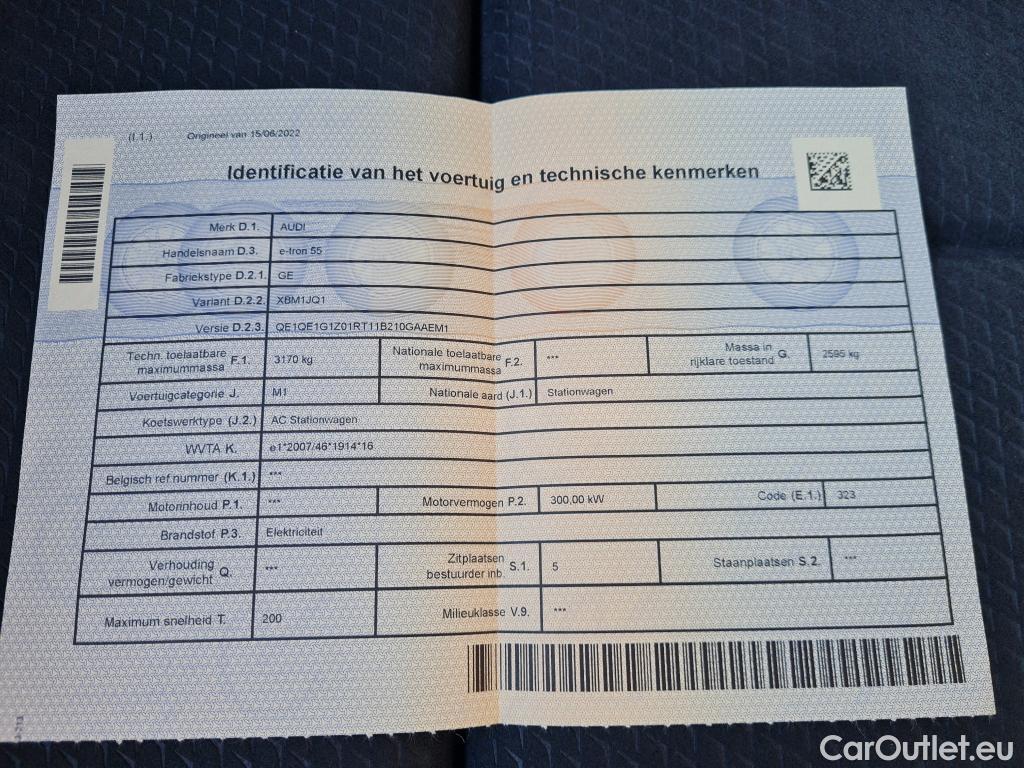 (I.1.) Origineel van 15/06/2022
Identificatie van het voertuig en technische kenmerken
Merk D.1. AUDI
Handelsnaam D.3. e-tron 55
Fabriekstype D.2.1. GE
Variant D.2.2. XBM1JQ1
Versie D.2.3. QE1QE1G1Z01RT11B210GAAEM1
Techn. toelaatbare maximummassa F.1. 3170 kg Nationale toelaatbare maximummassa F.2. *** Massa in rijklare toestand G. 2595 kg
Voertuigcategorie J. M1 Nationale aard (J.1.) Stationwagen
Koetswerktype (J.2.) AC Stationwagen
WVTA K. e1*2007/46*1914*16
Belgisch ref.nummer (K.1.) ***
Motorinhoud P.1. *** Motorvermogen P.2. 300,00 kW Code (E.1.) 323
Brandstof P.3. Elektriciteit
Verhouding vermogen/gewicht Q. *** Zitplaatsen bestuurder inb. S.1. 5 Staanplaatsen S.2. ***
Maximum snelheid T. 200 Milieuklasse V.9. ***
CarOutlet.eu